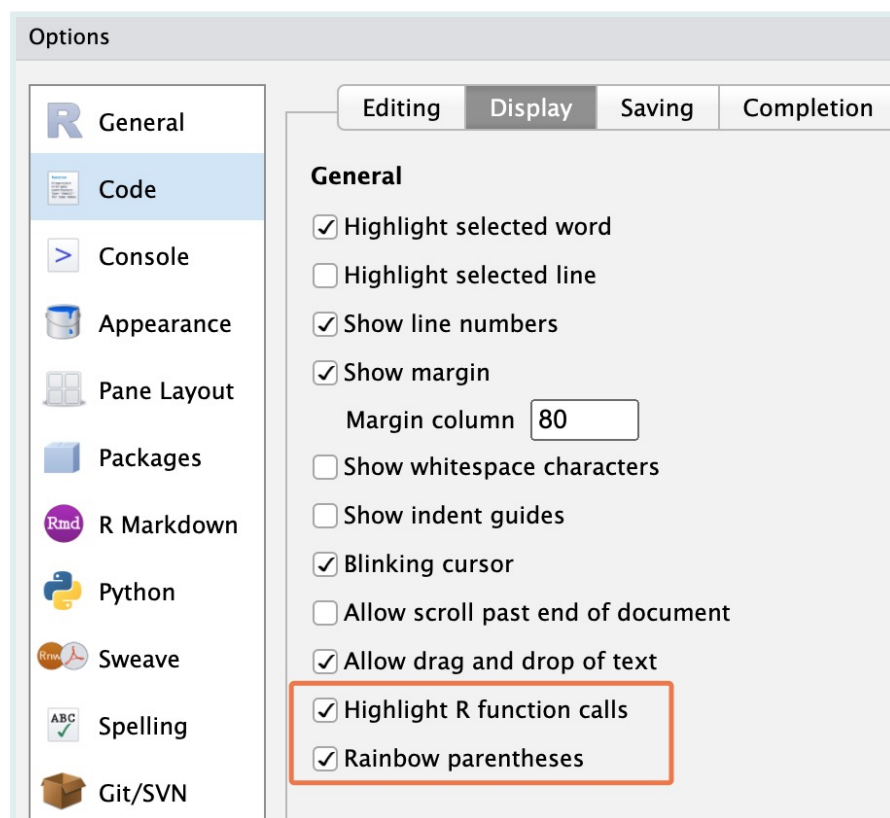 Options
General
Code
Console
Appearance
Pane Layout
Packages
Rmd R Markdown
Python
Rnw Sweave
ABC Spelling
Git/SVN
Editing Display Saving Completion
General
Highlight selected word
Highlight selected line
Show line numbers
Show margin
Margin column 80
Show whitespace characters
Show indent guides
Blinking cursor
Allow scroll past end of document
Allow drag and drop of text
Highlight R function calls
Rainbow parentheses